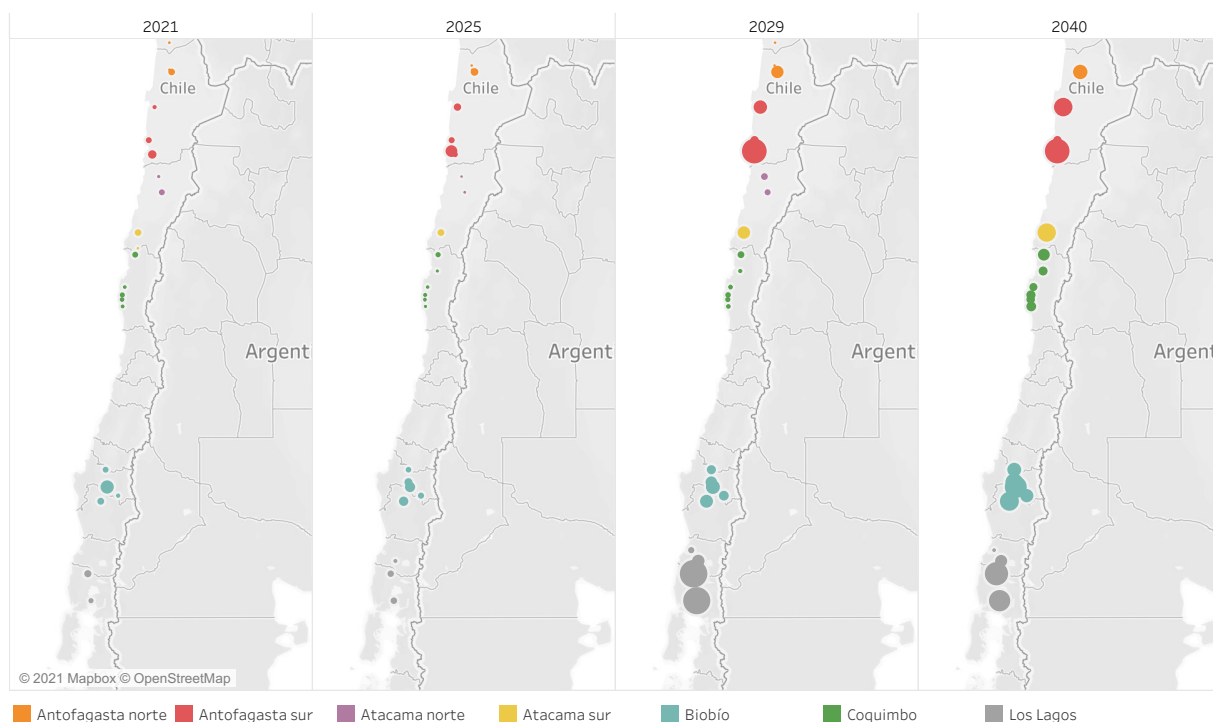 2021 2025 2029 2040
Chile Chile Chile Chile
Argent Argent Argent Argent
© 2021 Mapbox © OpenStreetMap
Antofagasta norte Antofagasta sur Atacama norte Atacama sur Biobío Coquimbo Los Lagos